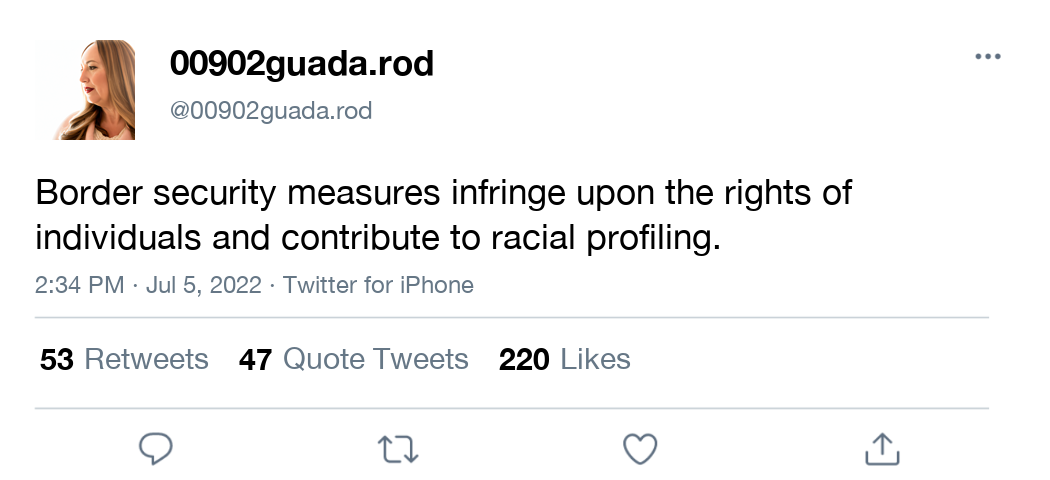 00902guada.rod
@00902guada.rod
Border security measures infringe upon the rights of
individuals and contribute to racial profiling.
2:34 PM · Jul 5, 2022 · Twitter for iPhone
53 Retweets 47 Quote Tweets 220 Likes